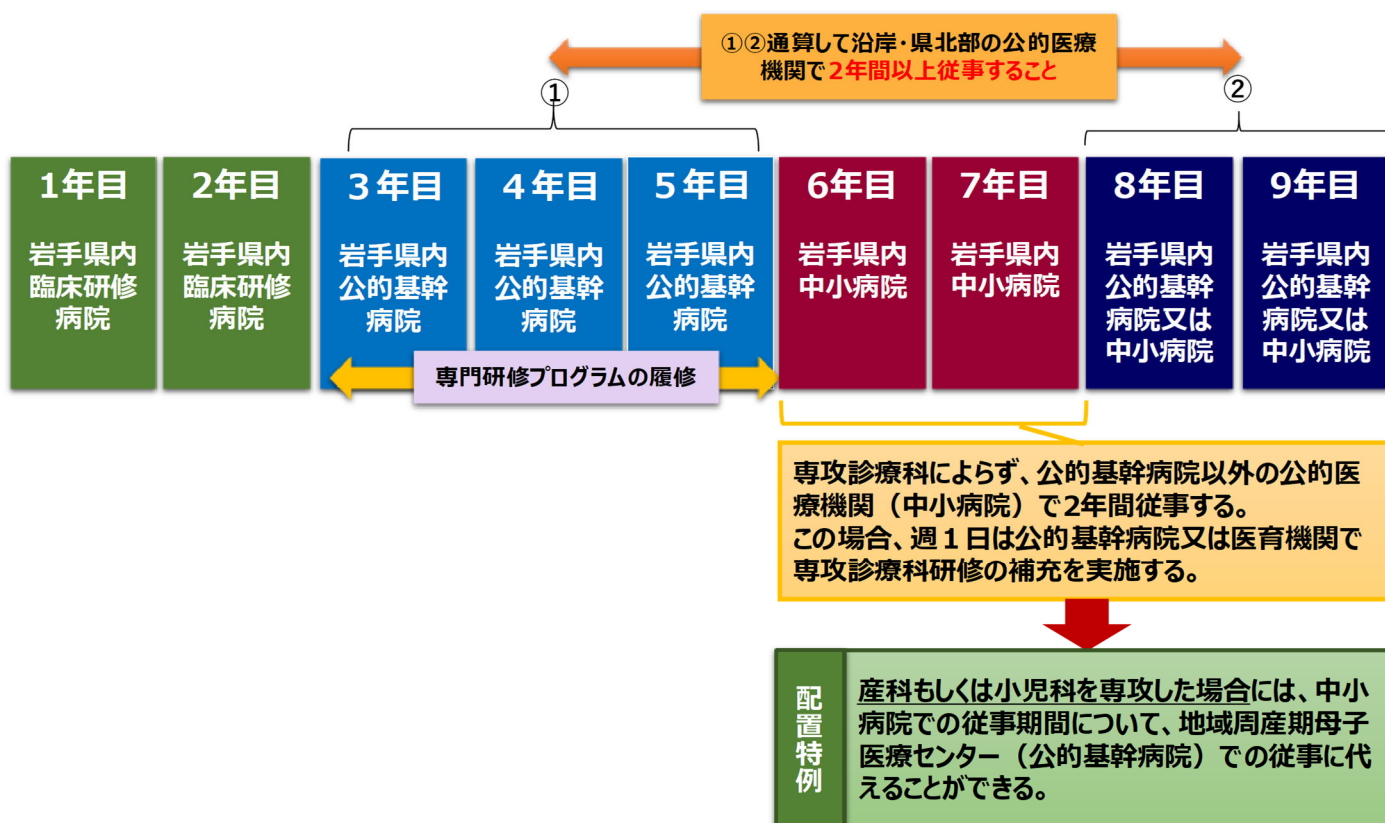 ①②通算して沿岸・県北部の公的医療
機関で2年間以上従事すること
①
②
1年目
岩手県内
臨床研修
病院
2年目
岩手県内
臨床研修
病院
３年目
岩手県内
公的基幹
病院
４年目
岩手県内
公的基幹
病院
５年目
岩手県内
公的基幹
病院
6年目
岩手県内
中小病院
7年目
岩手県内
中小病院
8年目
岩手県内
公的基幹
病院又は
中小病院
9年目
岩手県内
公的基幹
病院又は
中小病院
専門研修プログラムの履修
専攻診療科によらず、公的基幹病院以外の公的医
療機関（中小病院）で2年間従事する。
この場合、週１日は公的基幹病院又は医育機関で
専攻診療科研修の補充を実施する。
配置特例
産科もしくは小児科を専攻した場合には、中小
病院での従事期間について、地域周産期母子
医療センター（公的基幹病院）での従事に代
えることができる。